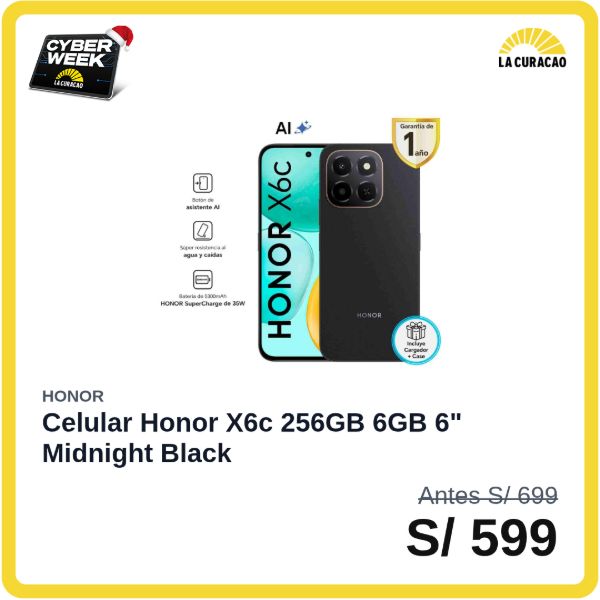 CYBER
WEEK
LA CURACAO
LA CURACAO
AI
Garantía de
1 año
Botón de
asistente AI
Súper resistencia al
agua y caídas
Batería de 5300mAh
HONOR SuperCharge de 35W
HONOR X6c
HONOR
Incluye
Cargador
+ Case
HONOR
Celular Honor X6c 256GB 6GB 6"
Midnight Black
Antes S/ 699
S/ 599